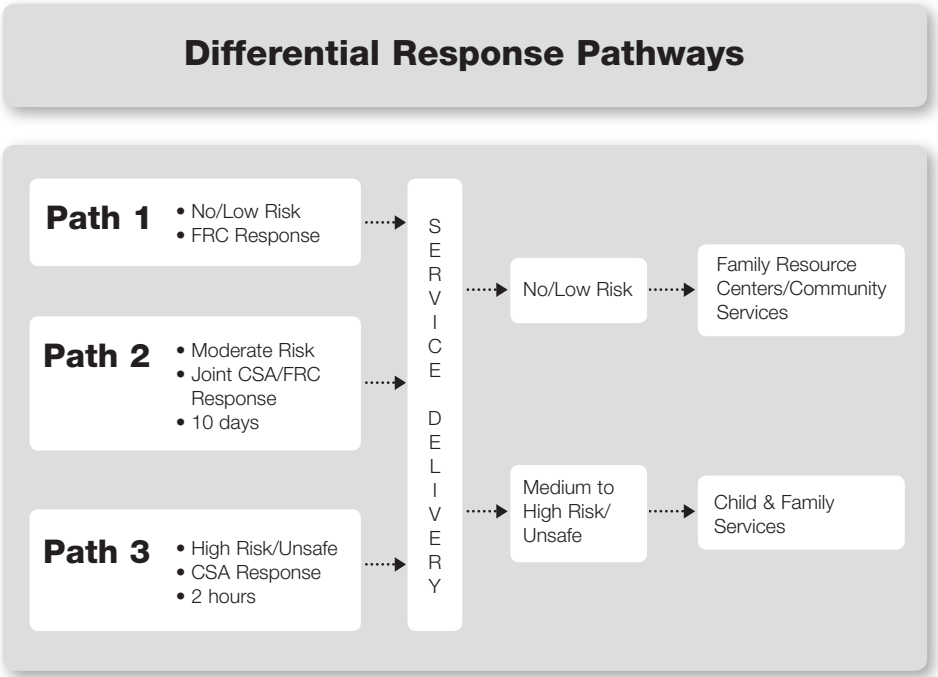 Differential Response Pathways
Path 1
• No/Low Risk
• FRC Response
Path 2
• Moderate Risk
• Joint CSA/FRC
Response
• 10 days
Path 3
• High Risk/Unsafe
• CSA Response
• 2 hours
SERVICE DELIVERY
No/Low Risk
Family Resource
Centers/Community
Services
Medium to
High Risk/
Unsafe
Child & Family
Services